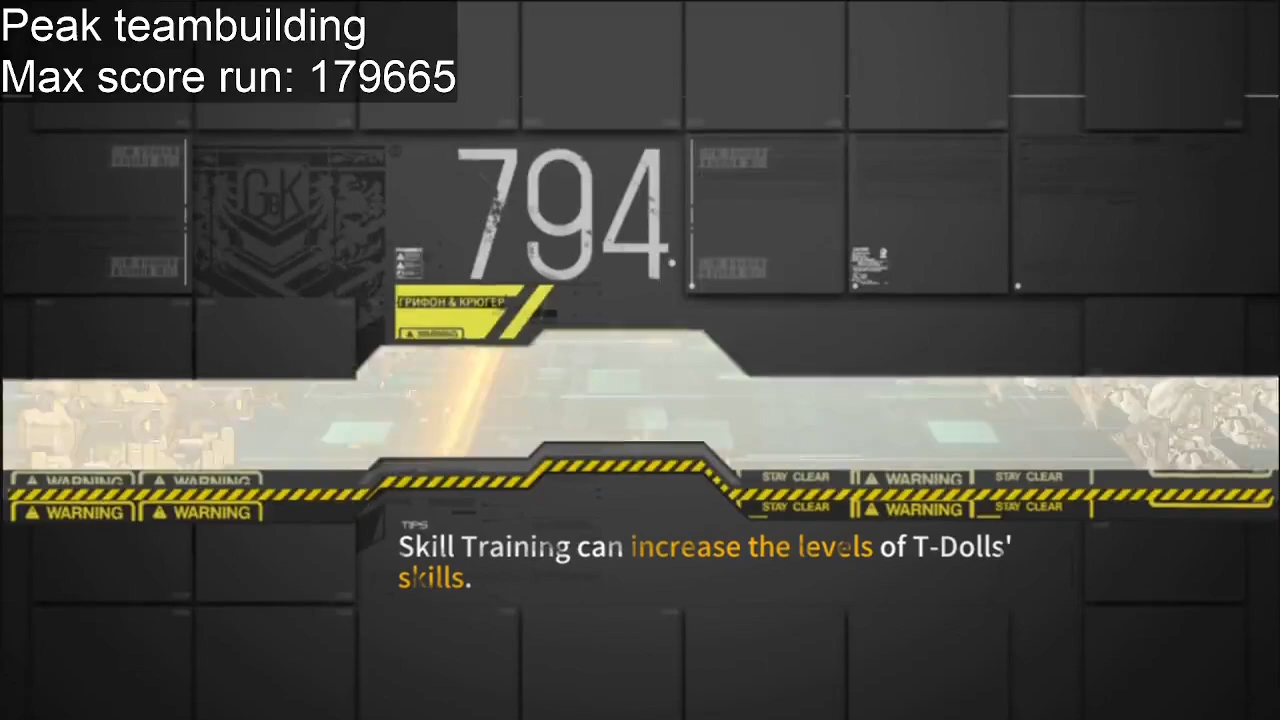 Peak teambuilding
Max score run: 179665
G&K
794
ГРИФОН & КРЮГЕР
WARNING WARNING STAY CLEAR WARNING STAY CLEAR
WARNING WARNING STAY CLEAR WARNING STAY CLEAR
TIPS
Skill Training can increase the levels of T-Dolls'
skills.